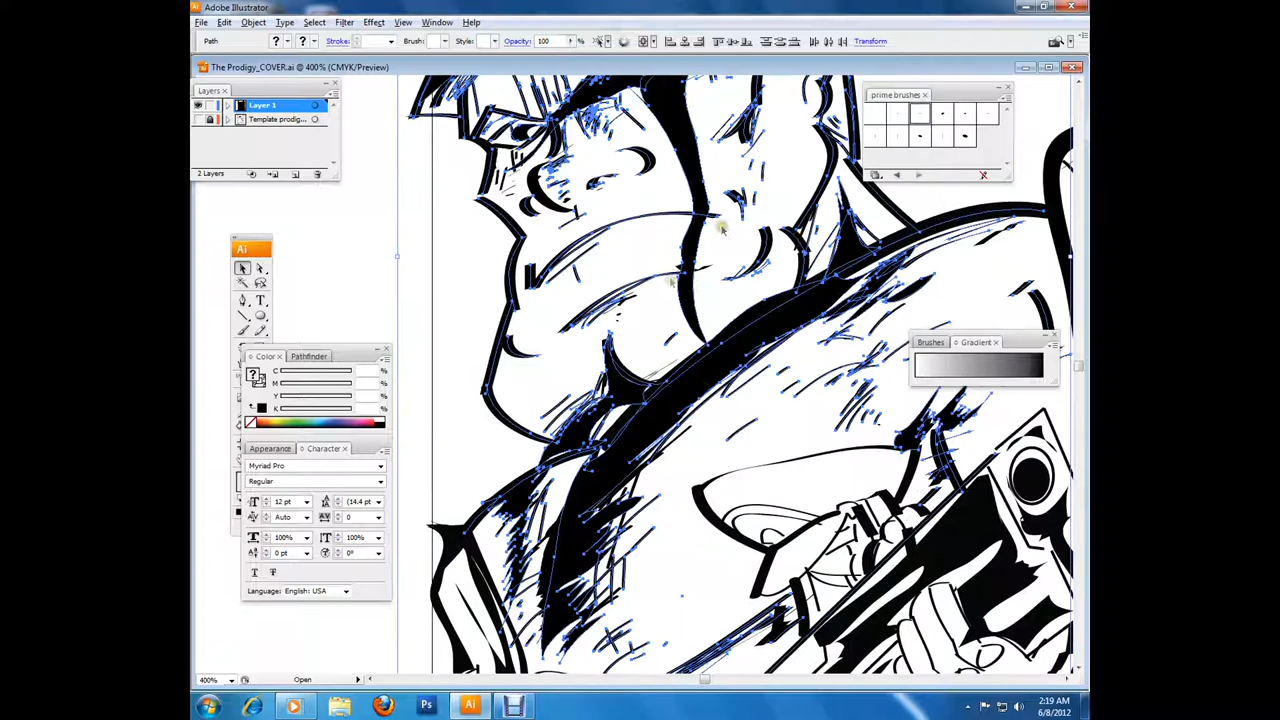 Adobe Illustrator
File Edit Object Type Select Filter Effect View Window Help
Path
Stroke:
Brush:
Style:
Opacity: 100 %
Transform
The Prodigy_COVER.ai @ 400% (CMYK/Preview)
Layers
Layer 1
Template prodig...
2 Layers
prime brushes
Ai
Color Pathfinder
C %
M %
Y %
K %
Brushes Gradient
Appearance Character
Myriad Pro
Regular
12 pt (14.4 pt
Auto 0
100% 100%
0 pt 0°
Language: English: USA
400% Open
Ps Ai
2:19 AM
6/8/2012